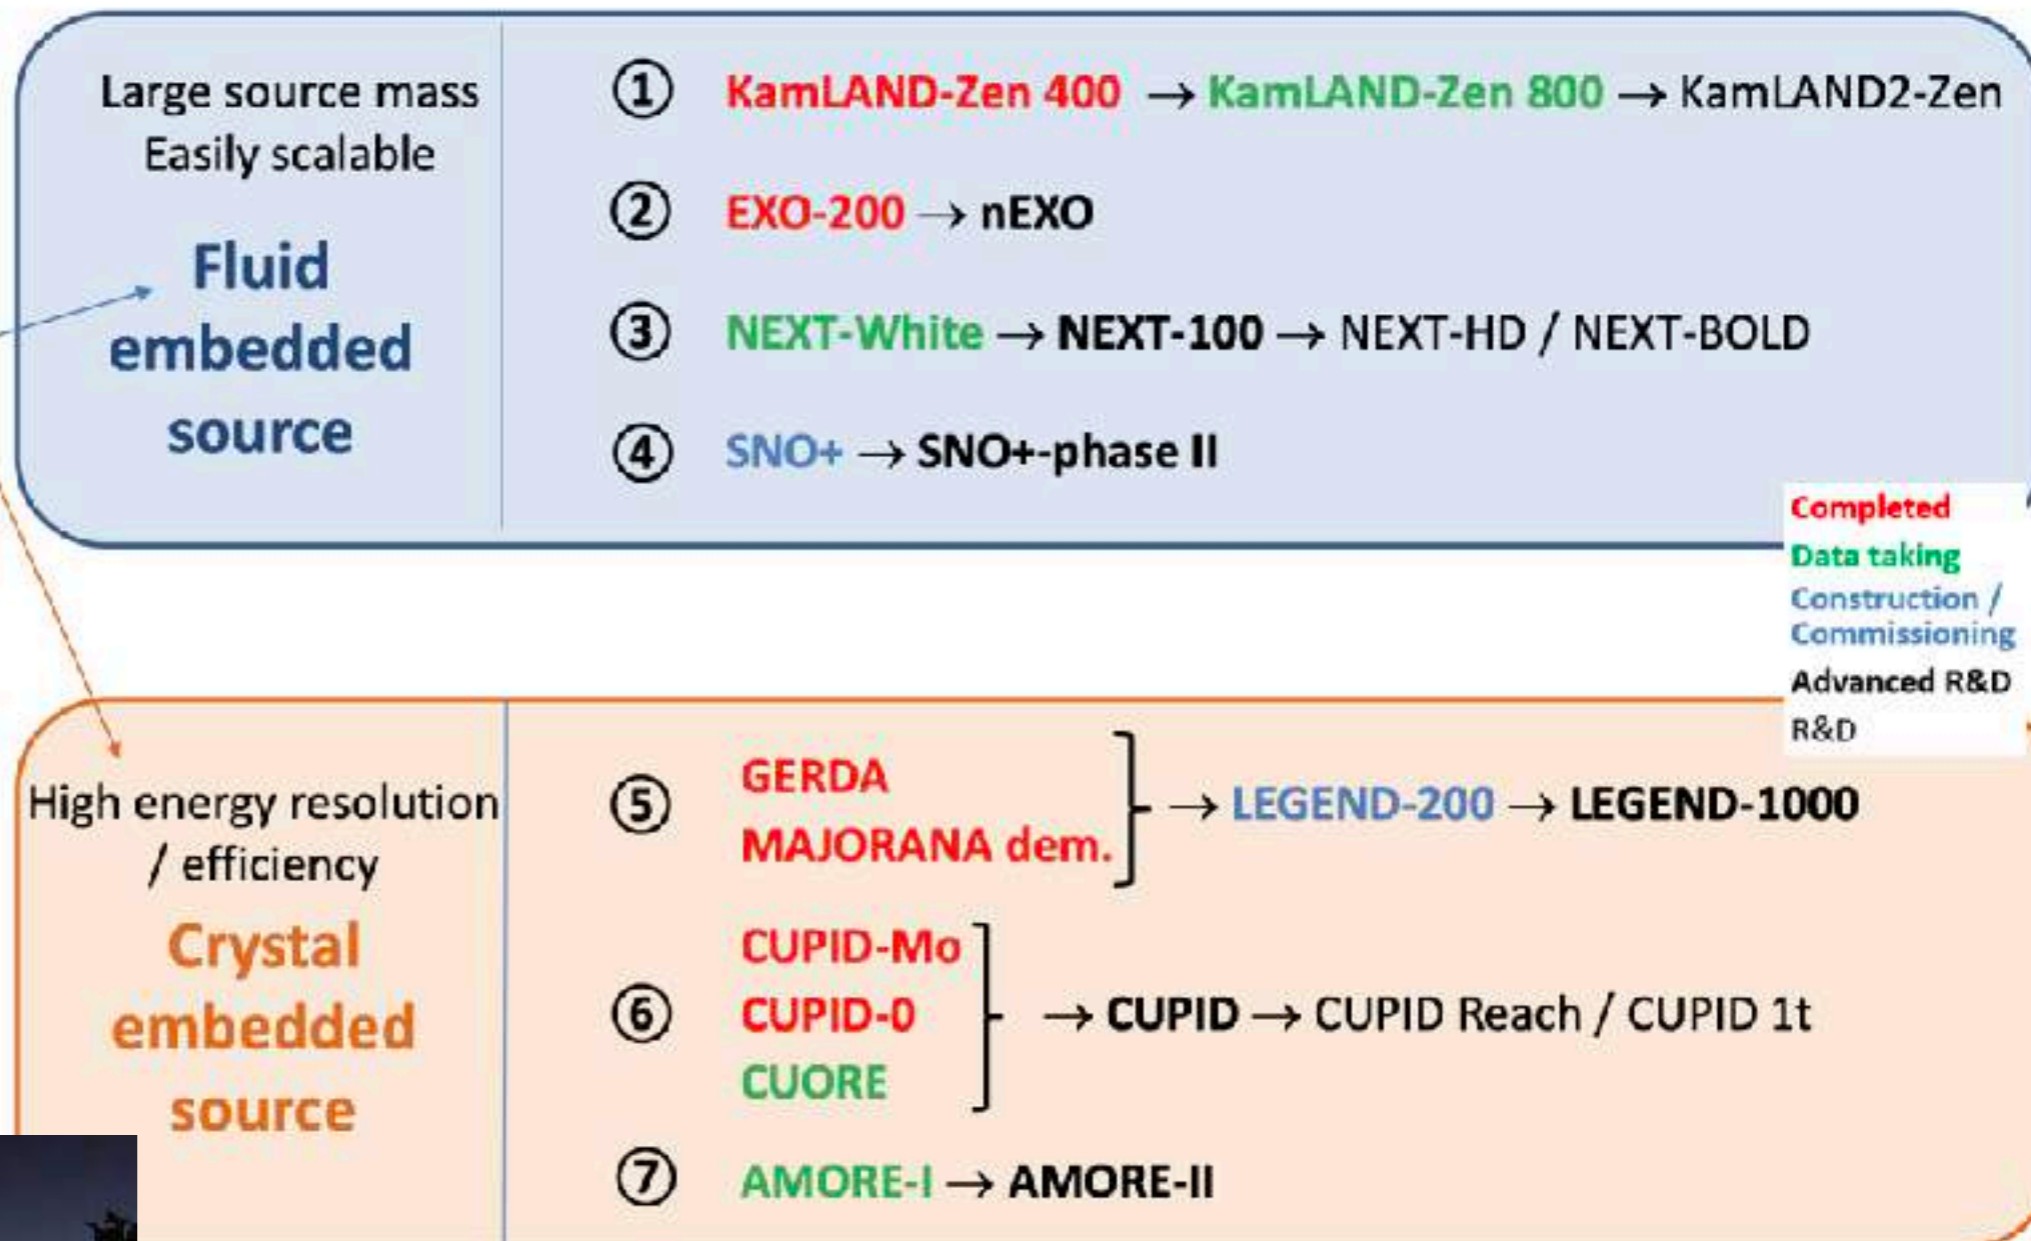 Large source mass
Easily scalable
Fluid
embedded
source
① KamLAND-Zen 400 → KamLAND-Zen 800 → KamLAND2-Zen
② EXO-200 → nEXO
③ NEXT-White → NEXT-100 → NEXT-HD / NEXT-BOLD
④ SNO+ → SNO+-phase II
Completed
Data taking
Construction /
Commissioning
Advanced R&D
R&D
High energy resolution
/ efficiency
Crystal
embedded
source
⑤ GERDA
MAJORANA dem.
→ LEGEND-200 → LEGEND-1000
⑥ CUPID-Mo
CUPID-0
CUORE
→ CUPID → CUPID Reach / CUPID 1t
⑦ AMORE-I → AMORE-II